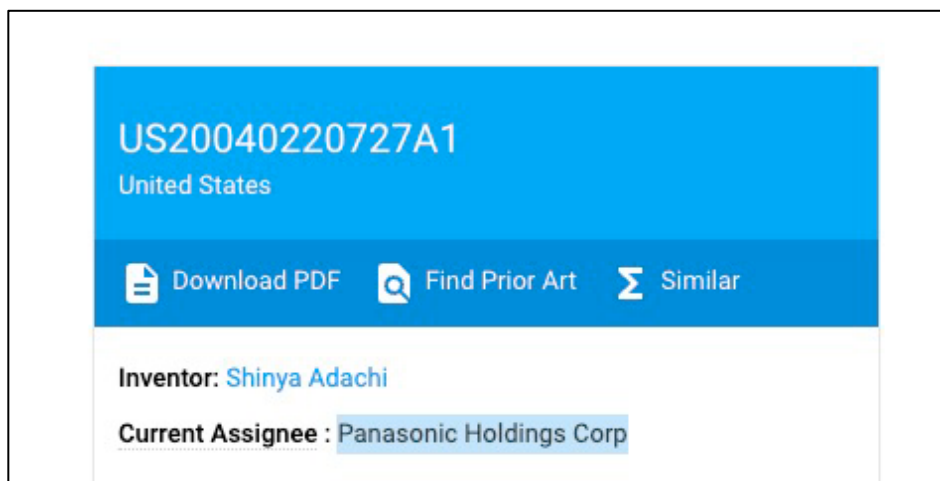 US20040220727A1
United States
Download PDF Find Prior Art Similar
Inventor: Shinya Adachi
Current Assignee : Panasonic Holdings Corp